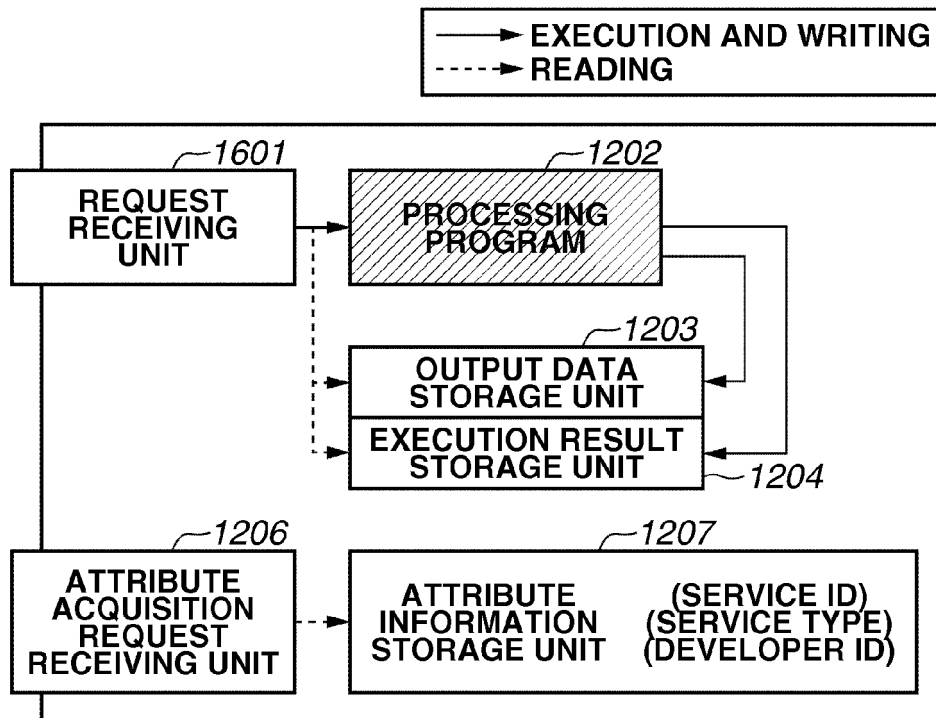 EXECUTION AND WRITING
READING
1601
REQUEST
RECEIVING
UNIT
1202
PROCESSING
PROGRAM
1203
OUTPUT DATA
STORAGE UNIT
EXECUTION RESULT
STORAGE UNIT
1204
1206
ATTRIBUTE
ACQUISITION
REQUEST
RECEIVING UNIT
1207
ATTRIBUTE
INFORMATION
STORAGE UNIT
(SERVICE ID)
(SERVICE TYPE)
(DEVELOPER ID)